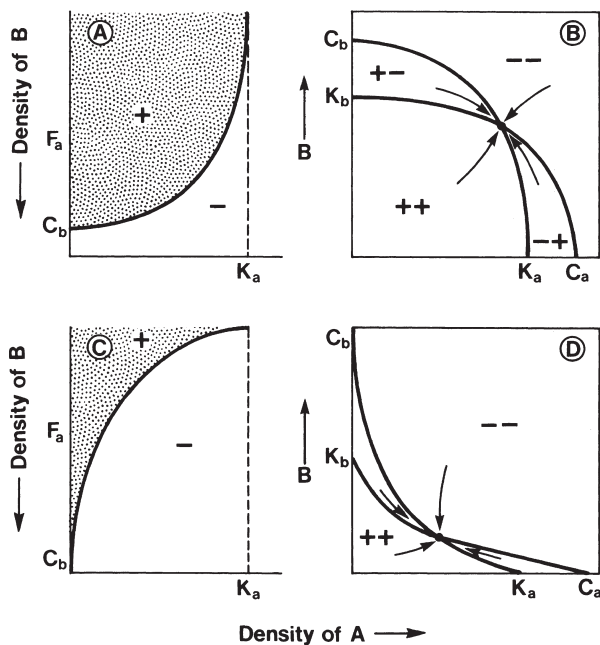 A
Density of B
+
Fa
−
Cb
Ka
B
Cb
− −
+ −
Kb
B
+ +
− +
Ka
Ca
C
+
Density of B
Fa
−
Cb
Ka
D
Cb
− −
Kb
B
+ +
Ka
Ca
Density of A